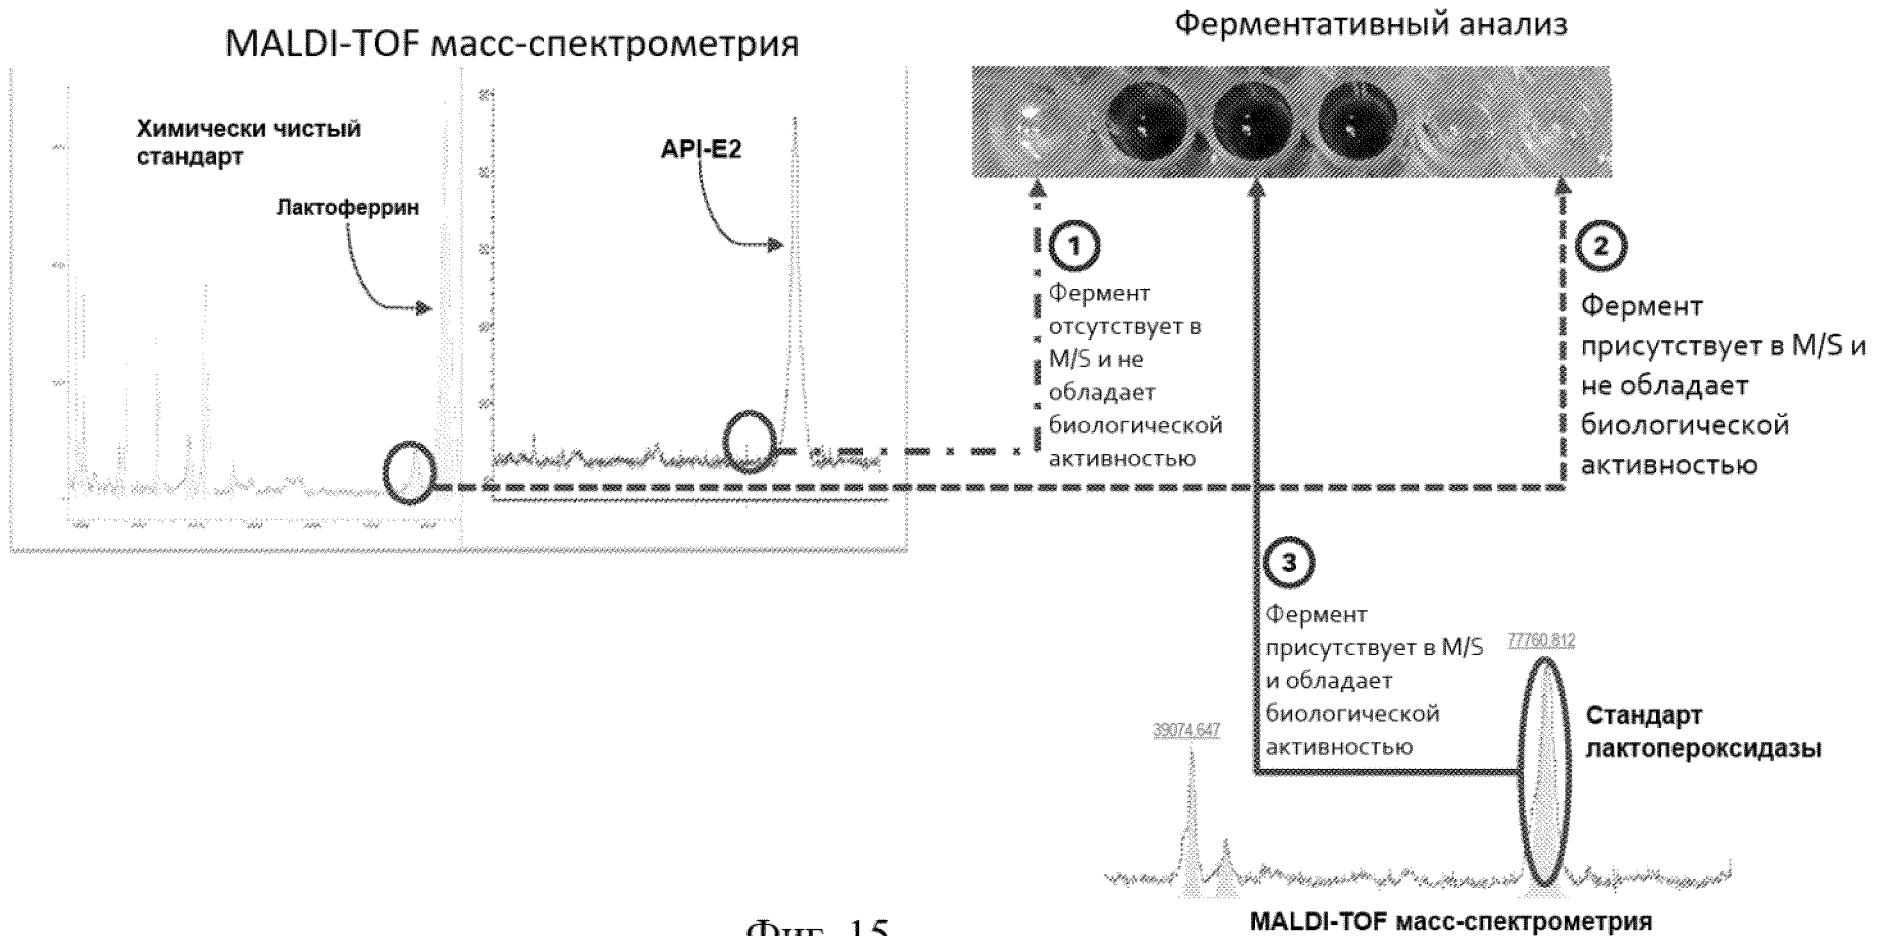 MALDI-TOF масс-спектрометрия
Ферментативный анализ
Химически чистый
стандарт
Лактоферрин
API-E2
1
Фермент
отсутствует в
M/S и не
обладает
биологической
активностью
2
Фермент
присутствует в M/S и
не обладает
биологической
активностью
3
Фермент
присутствует в M/S
и обладает
биологической
активностью
77760,812
39074,647
Стандарт
лактопероксидазы
MALDI-TOF масс-спектрометрия
Фиг. 15